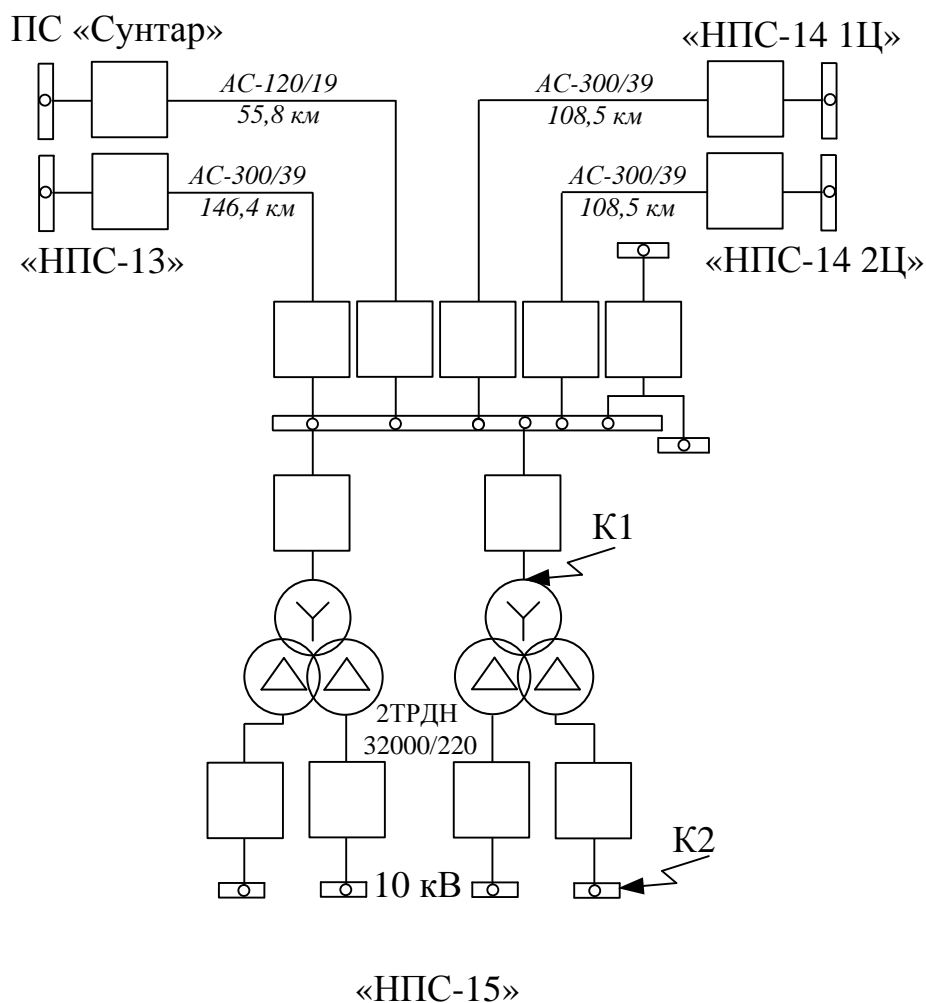 ПС «Сунтар»
АС-120/19
55,8 км
АС-300/39
146,4 км
«НПС-13»
«НПС-14 1Ц»
АС-300/39
108,5 км
АС-300/39
108,5 км
«НПС-14 2Ц»
К1
2ТРДН
32000/220
К2
10 кВ
«НПС-15»